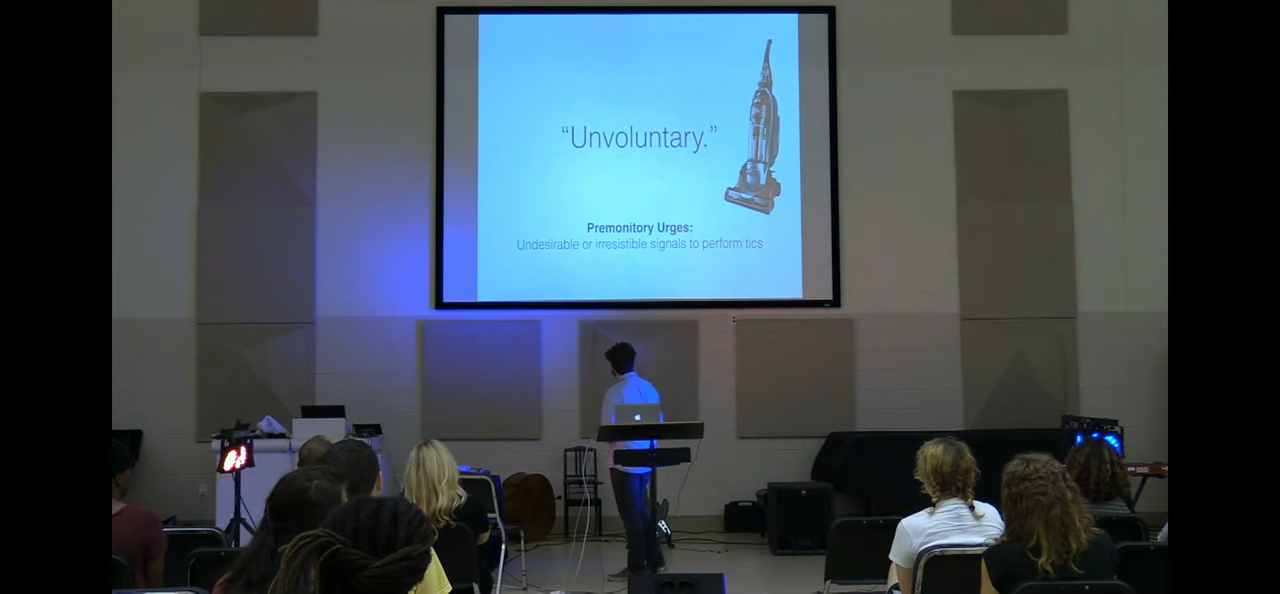 “Unvoluntary.”
Premonitory Urges:
Undesirable or irresistible signals to perform tics